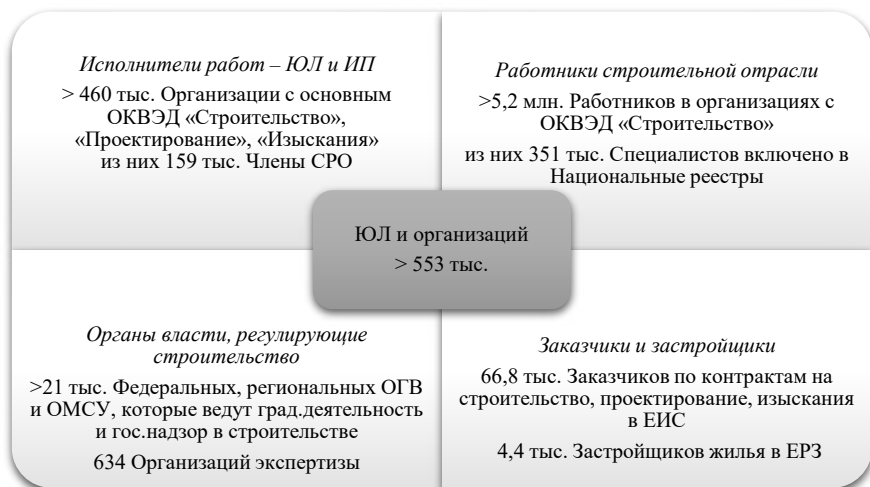 Исполнители работ – ЮЛ и ИП
> 460 тыс. Организации с основным
ОКВЭД «Строительство»,
«Проектирование», «Изыскания»
из них 159 тыс. Члены СРО
Работники строительной отрасли
>5,2 млн. Работников в организациях с
ОКВЭД «Строительство»
из них 351 тыс. Специалистов включено в
Национальные реестры
ЮЛ и организаций
> 553 тыс.
Органы власти, регулирующие
строительство
>21 тыс. Федеральных, региональных ОГВ
и ОМСУ, которые ведут град.деятельность
и гос.надзор в строительстве
634 Организаций экспертизы
Заказчики и застройщики
66,8 тыс. Заказчиков по контрактам на
строительство, проектирование, изыскания
в ЕИС
4,4 тыс. Застройщиков жилья в ЕРЗ